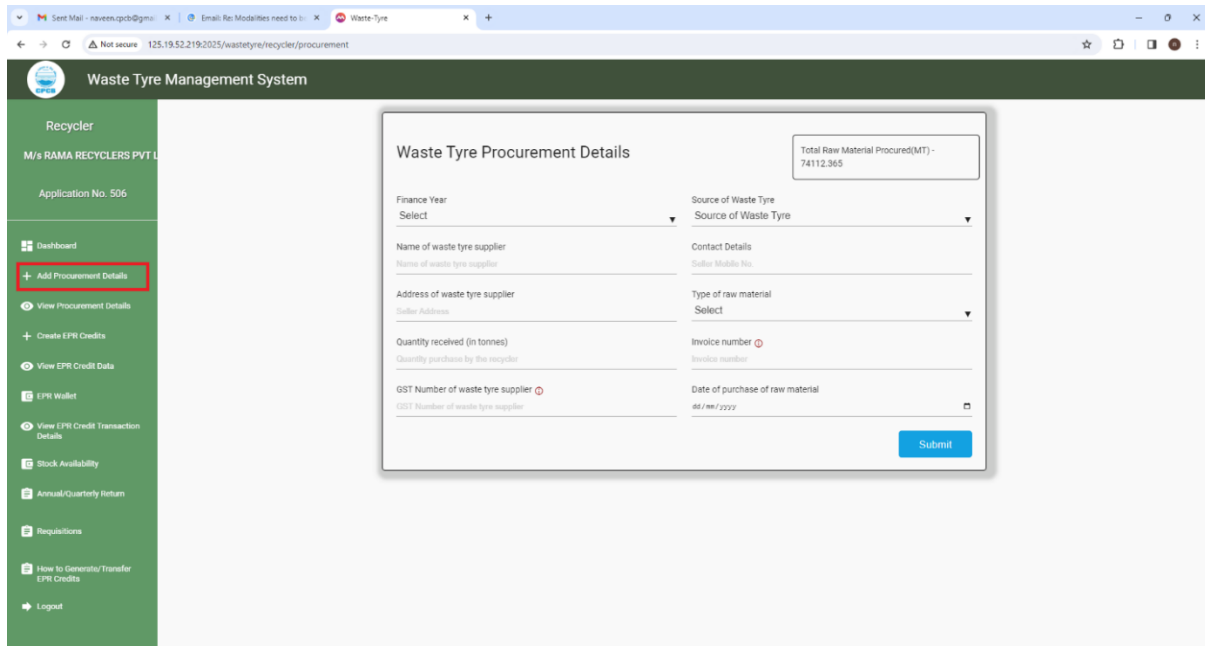 Sent Mail - naveen.cpcb@gmai
Email: Re: Modalities need to b
Waste-Tyre
Not secure 125.19.52.219:2025/wastetyre/recycler/procurement
CPCB
Waste Tyre Management System
Recycler
M/s RAMA RECYCLERS PVT L
Application No. 506
Dashboard
Add Procurement Details
View Procurement Details
Create EPR Credits
View EPR Credit Data
EPR Wallet
View EPR Credit Transaction
Details
Stock Availability
Annual/Quarterly Return
Requisitions
How to Generate/Transfer
EPR Credits
Logout
Waste Tyre Procurement Details
Total Raw Material Procured(MT) -
74112.365
Finance Year
Select
Source of Waste Tyre
Source of Waste Tyre
Name of waste tyre supplier
Name of waste tyre supplier
Contact Details
Seller Mobile No.
Address of waste tyre supplier
Seller Address
Type of raw material
Select
Quantity received (in tonnes)
Quantity purchase by the recycler
Invoice number
Invoice number
GST Number of waste tyre supplier
GST Number of waste tyre supplier
Date of purchase of raw material
dd/mm/yyyy
Submit